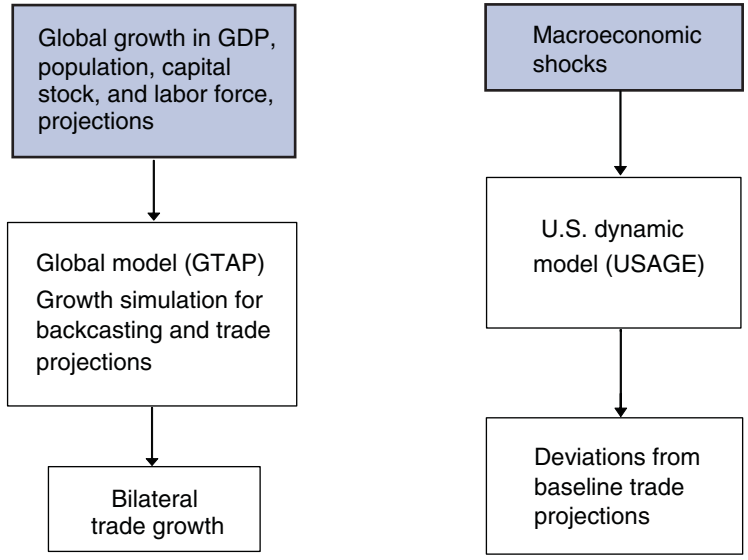 Global growth in GDP,
population, capital
stock, and labor force,
projections
Global model (GTAP)
Growth simulation for
backcasting and trade
projections
Bilateral
trade growth
Macroeconomic
shocks
U.S. dynamic
model (USAGE)
Deviations from
baseline trade
projections